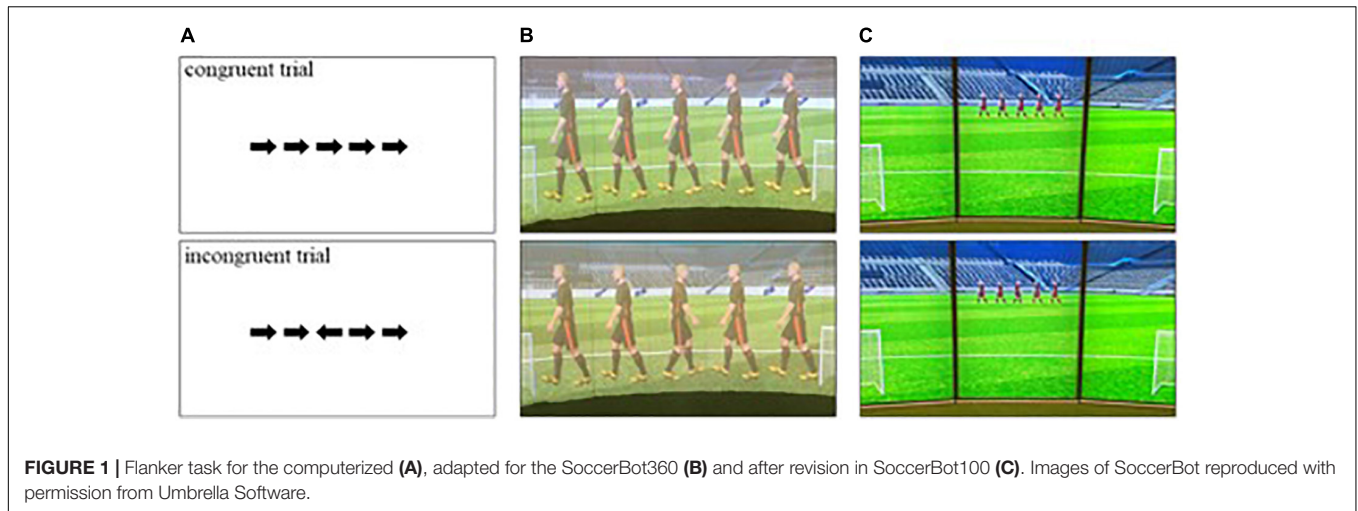 A
B
C
congruent trial
incongruent trial
FIGURE 1 | Flanker task for the computerized (A), adapted for the SoccerBot360 (B) and after revision in SoccerBot100 (C). Images of SoccerBot reproduced with
permission from Umbrella Software.